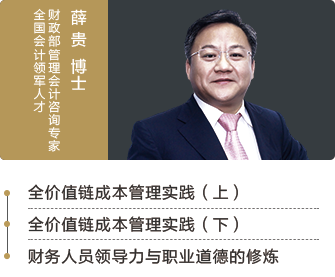 薛贵 博士
财政部管理会计咨询专家
全国会计领军人才
全价值链成本管理实践（上）
全价值链成本管理实践（下）
财务人员领导力与职业道德的修炼